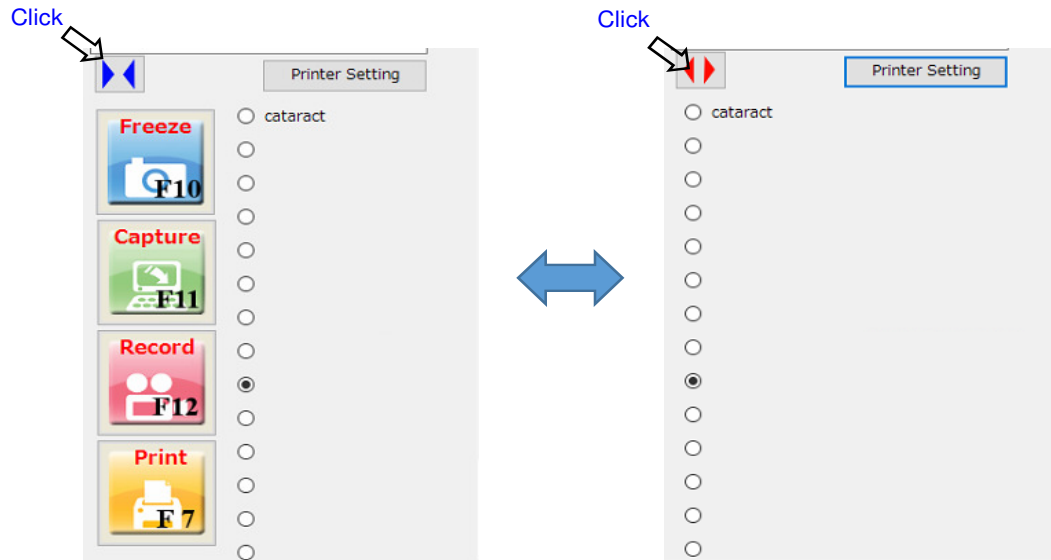 Click
Printer Setting
cataract
Freeze
F10
Capture
F11
Record
F12
Print
F 7
Click
Printer Setting
cataract